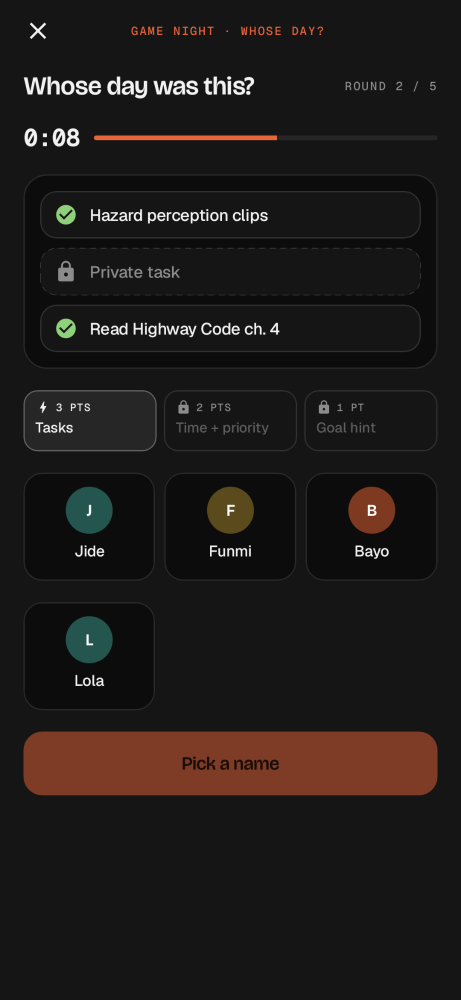 GAME NIGHT · WHOSE DAY?
Whose day was this?
ROUND 2 / 5
0:08
Hazard perception clips
Private task
Read Highway Code ch. 4
3 PTS
Tasks
2 PTS
Time + priority
1 PT
Goal hint
J
Jide
F
Funmi
B
Bayo
L
Lola
Pick a name